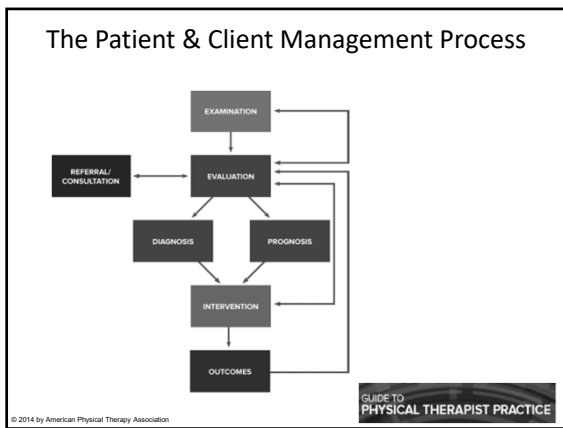 The Patient & Client Management Process
EXAMINATION
REFERRAL/
CONSULTATION
EVALUATION
DIAGNOSIS
PROGNOSIS
INTERVENTION
OUTCOMES
© 2014 by American Physical Therapy Association
GUIDE TO
PHYSICAL THERAPIST PRACTICE